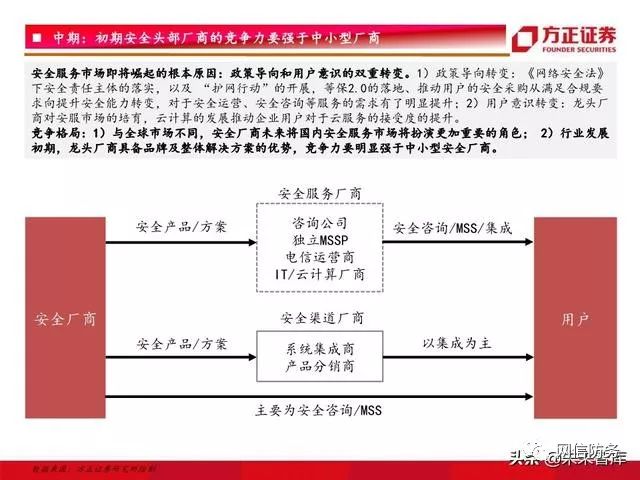 中期：初期安全头部厂商的竞争力要强于中小型厂商
方正证券
FOUNDER SECURITIES
安全服务市场即将崛起的根本原因：政策导向和用户意识的双重转变。1）政策导向转变：《网络安全法》
下安全责任主体的落实，以及“护网行动”的开展，等保2.0的落地、推动用户的安全采购从满足合规要
求向提升安全能力转变，对于安全运营、安全咨询等服务的需求有了明显提升；2）用户意识转变：龙头厂
商对安服市场的培育，云计算的发展推动企业用户对于云服务的接受度的提升。
竞争格局：1）与全球市场不同，安全厂商未来将国内安全服务市场将扮演更加重要的角色； 2）行业发展
初期，龙头厂商具备品牌及整体解决方案的优势，竞争力要明显强于中小型安全厂商。
安全服务厂商
安全产品/方案
咨询公司
独立MSSP
电信运营商
IT/云计算厂商
安全咨询/MSS/集成
安全厂商
用户
安全渠道厂商
安全产品/方案
系统集成商
产品分销商
以集成为主
主要为安全咨询/MSS
网信防务
数据来源：方正证券研究所绘制
头条 @未来智库